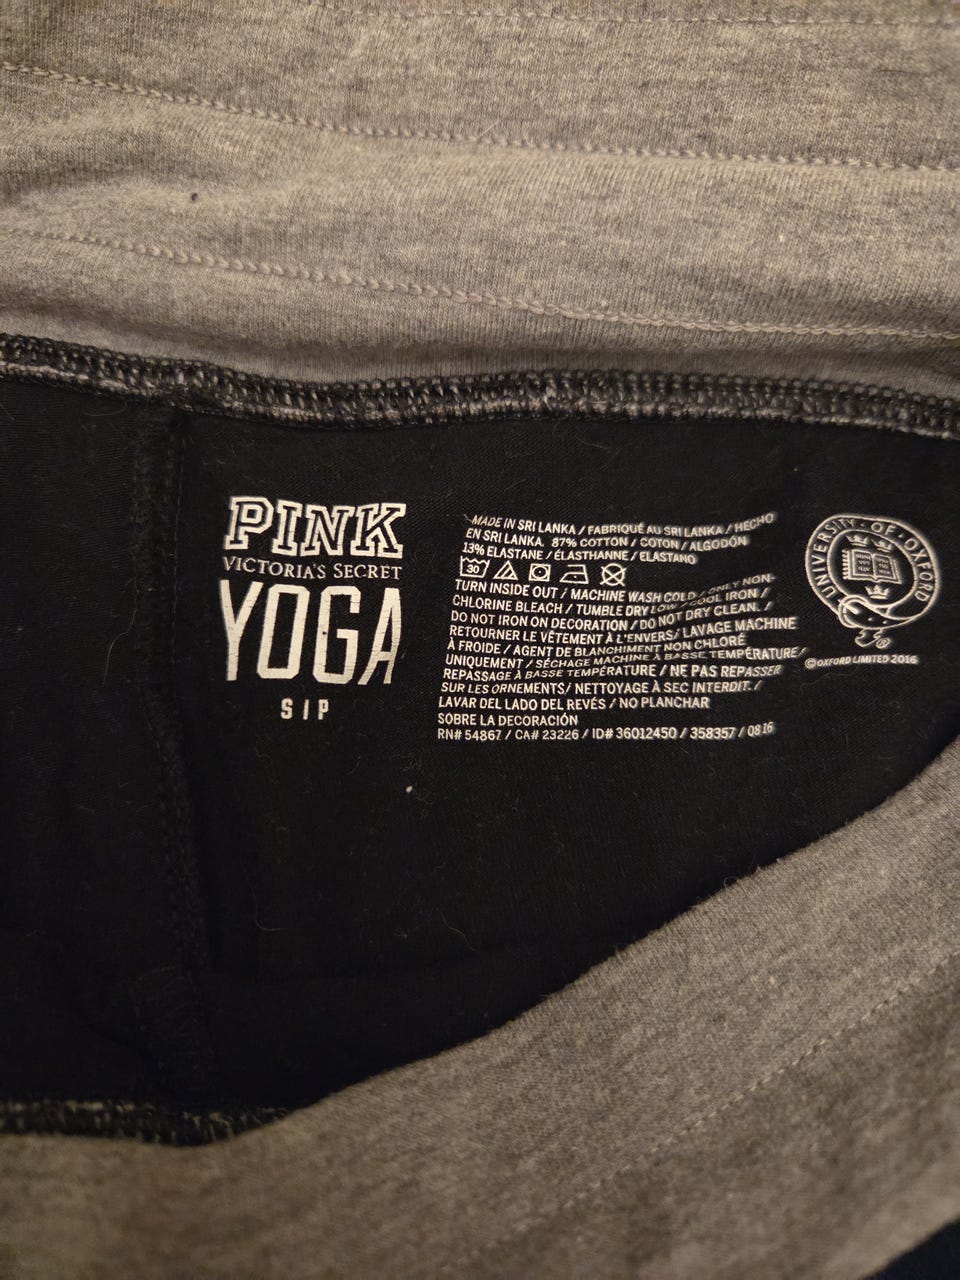 PINK
VICTORIA'S SECRET
YOGA
S | P
MADE IN SRI LANKA / FABRIQUÉ AU SRI LANKA / HECHO
EN SRI LANKA. 87% COTTON / COTON / ALGODÓN
13% ELASTANE / ÉLASTHANNE / ELASTANO
30
TURN INSIDE OUT / MACHINE WASH COLD / ONLY NON-
CHLORINE BLEACH / TUMBLE DRY LOW / COOL IRON /
DO NOT IRON ON DECORATION / DO NOT DRY CLEAN. /
RETOURNER LE VÊTEMENT À L'ENVERS / LAVAGE MACHINE
À FROIDE / AGENT DE BLANCHIMENT NON CHLORÉ
UNIQUEMENT / SÉCHAGE MACHINE À BASSE TEMPÉRATURE /
REPASSAGE À BASSE TEMPÉRATURE / NE PAS REPASSER
SUR LES ORNEMENTS / NETTOYAGE À SEC INTERDIT. /
LAVAR DEL LADO DEL REVÉS / NO PLANCHAR
SOBRE LA DECORACIÓN
RN# 54867 / CA# 23226 / ID# 36012450 / 358357 / 08 16
UNIVERSITY · OF · OXFORD
©OXFORD LIMITED 2016